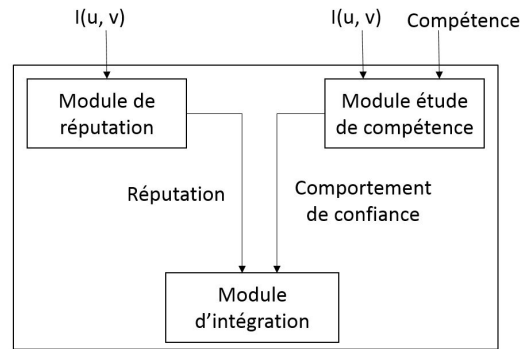 I(u, v)
I(u, v)
Compétence
Module de
réputation
Module étude
de compétence
Réputation
Comportement
de confiance
Module
d'intégration